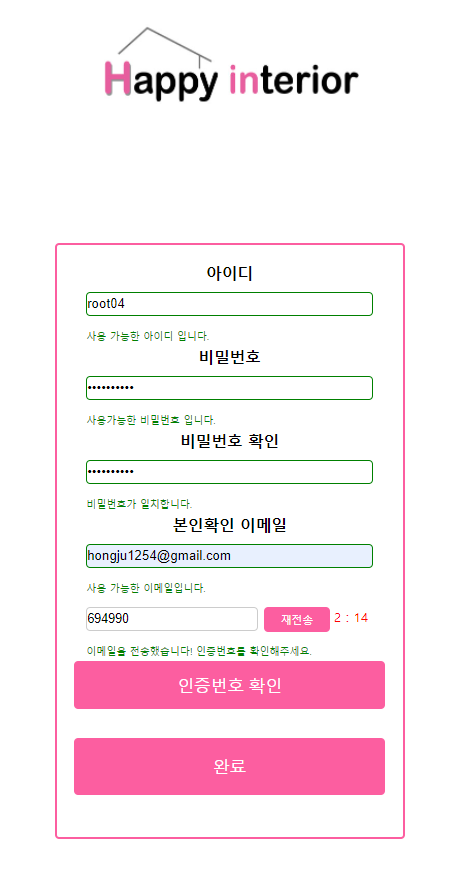 Happy interior
아이디
root04
사용 가능한 아이디 입니다.
비밀번호
••••••••••
사용가능한 비밀번호 입니다.
비밀번호 확인
••••••••••
비밀번호가 일치합니다.
본인확인 이메일
hongju1254@gmail.com
사용 가능한 이메일입니다.
694990 재전송 2 : 14
이메일을 전송했습니다! 인증번호를 확인해주세요.
인증번호 확인
완료